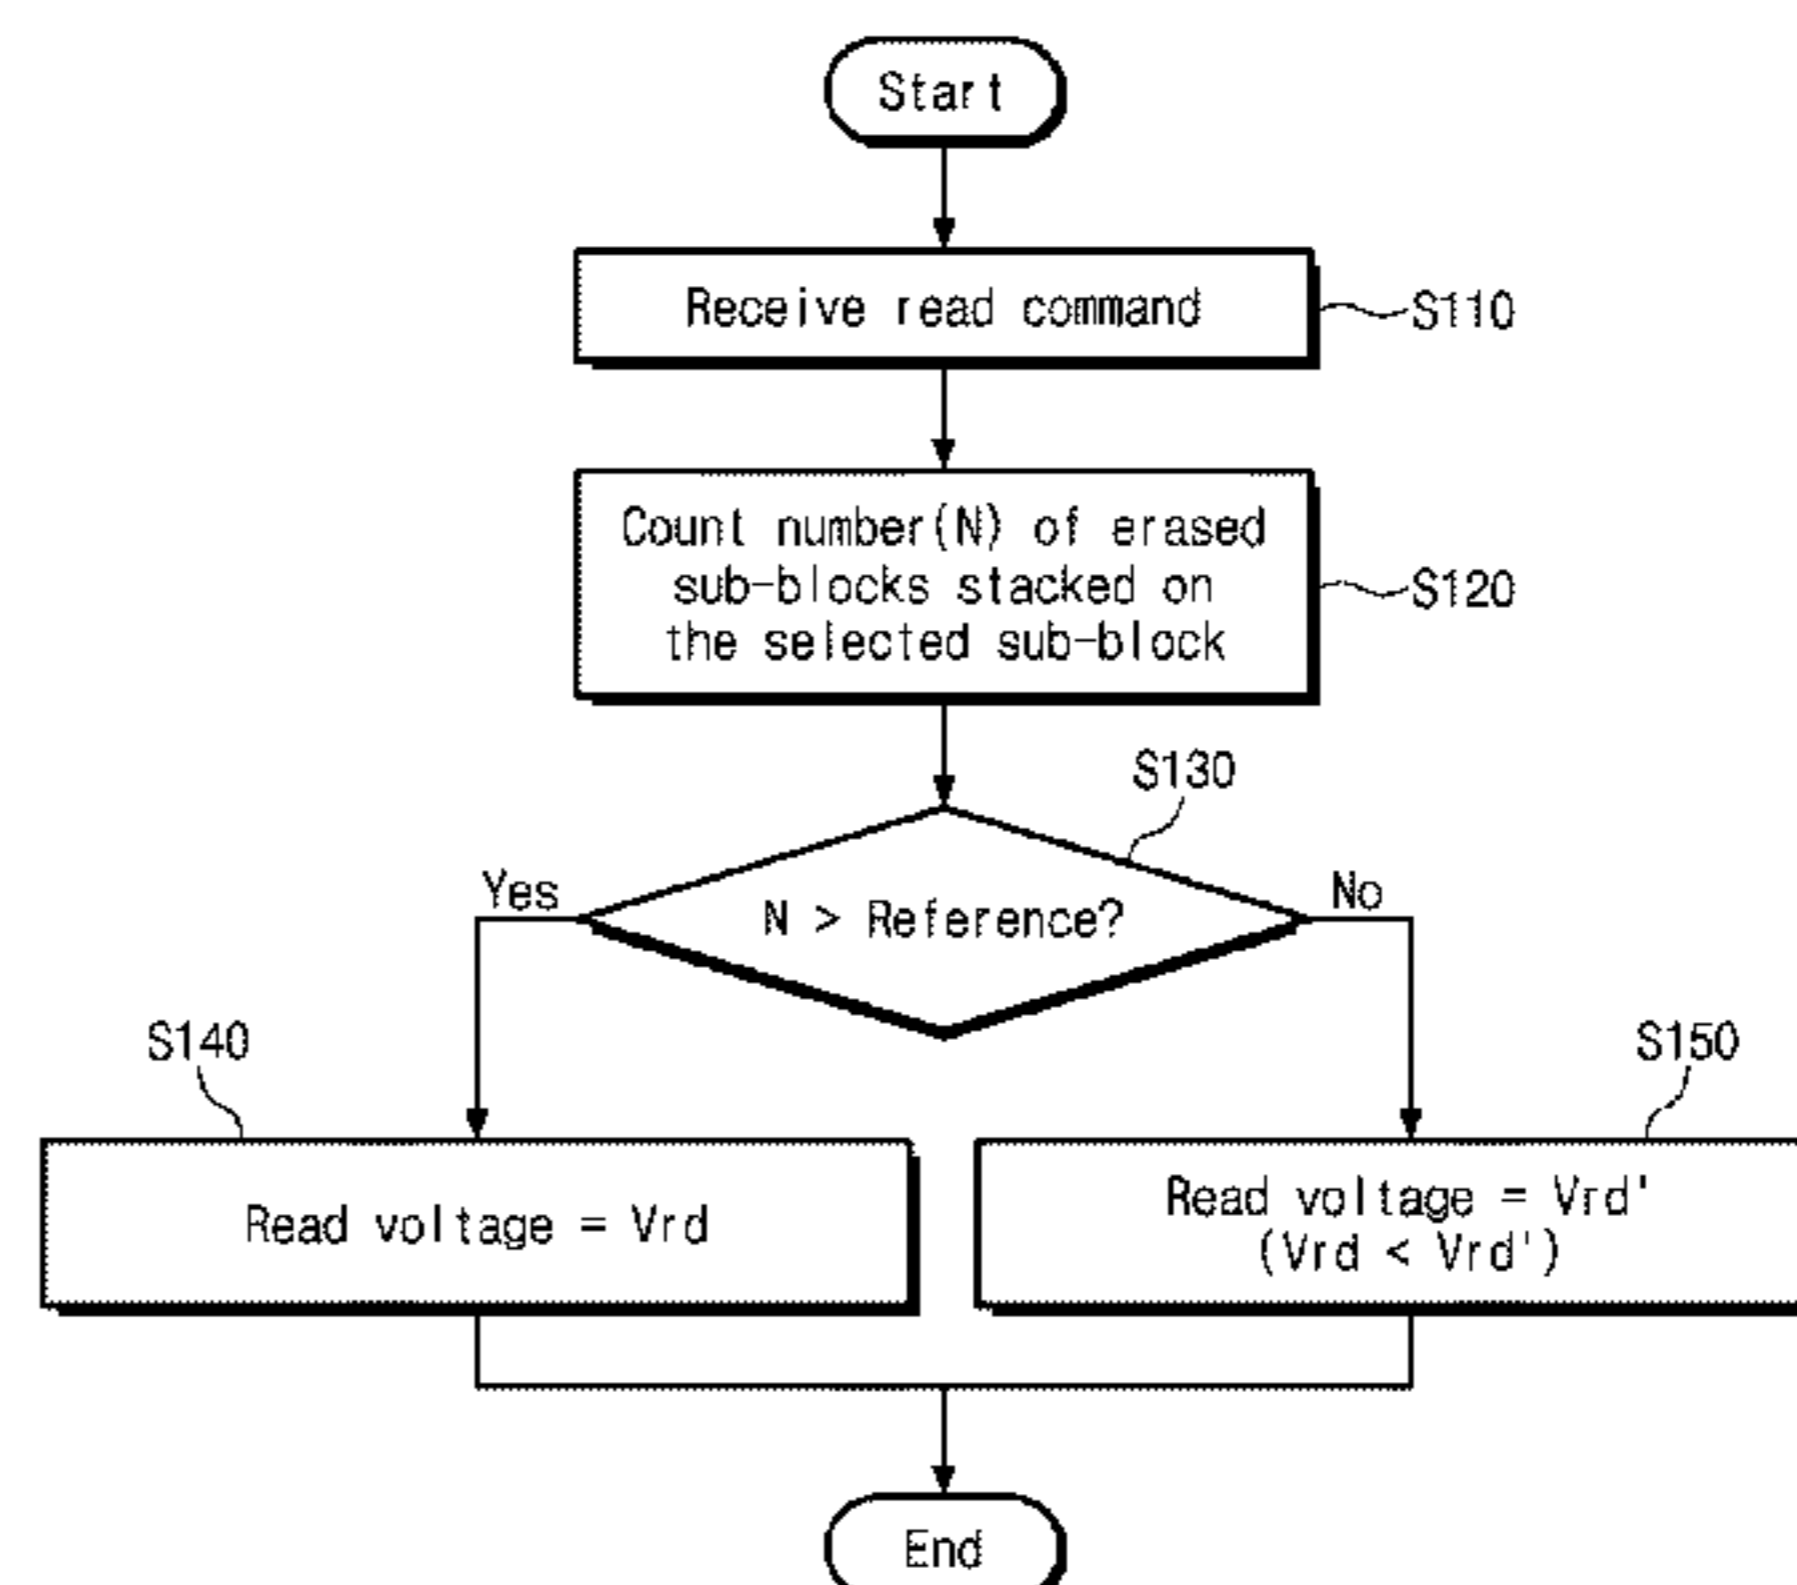 Start
Receive read command
S110
Count number(N) of erased
sub-blocks stacked on
the selected sub-block
S120
S130
Yes
N > Reference?
No
S140
S150
Read voltage = Vrd
Read voltage = Vrd'
(Vrd < Vrd')
End